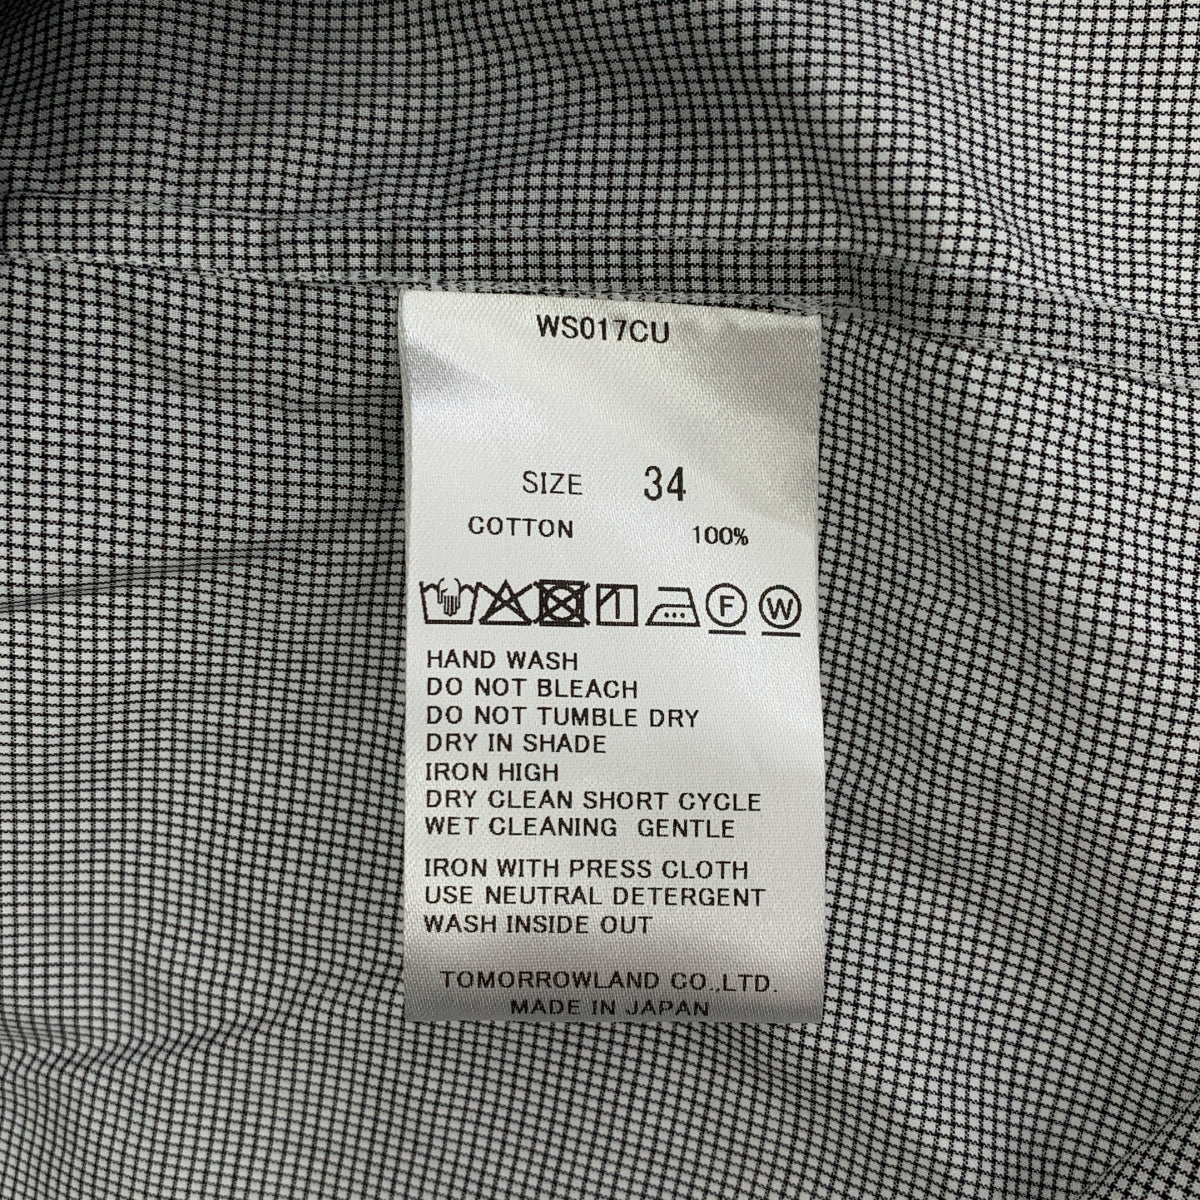 WS017CU
SIZE 34
COTTON 100%
F W
HAND WASH
DO NOT BLEACH
DO NOT TUMBLE DRY
DRY IN SHADE
IRON HIGH
DRY CLEAN SHORT CYCLE
WET CLEANING GENTLE
IRON WITH PRESS CLOTH
USE NEUTRAL DETERGENT
WASH INSIDE OUT
TOMORROWLAND CO.,LTD.
MADE IN JAPAN